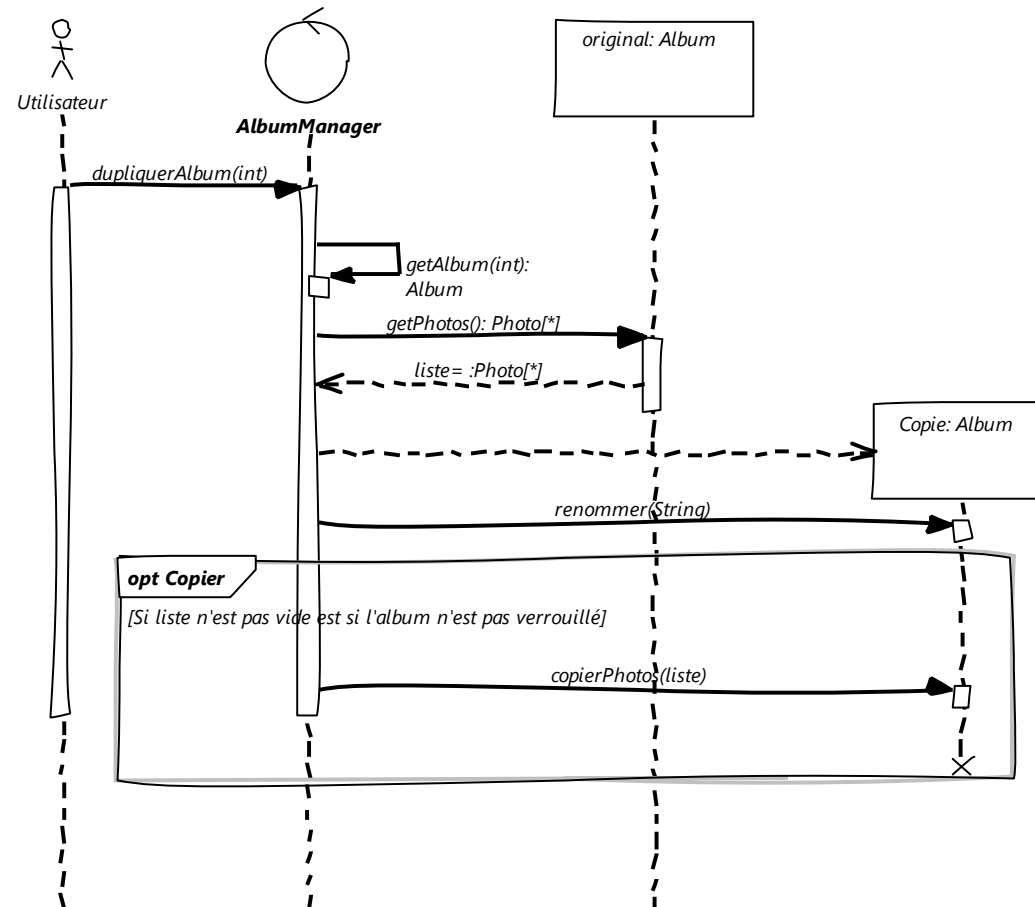 Utilisateur
AlbumManager
original: Album
dupliquerAlbum(int)
getAlbum(int):
Album
getPhotos(): Photo[*]
liste= :Photo[*]
Copie: Album
renommer(String)
opt Copier
[Si liste n'est pas vide est si l'album n'est pas verrouillé]
copierPhotos(liste)